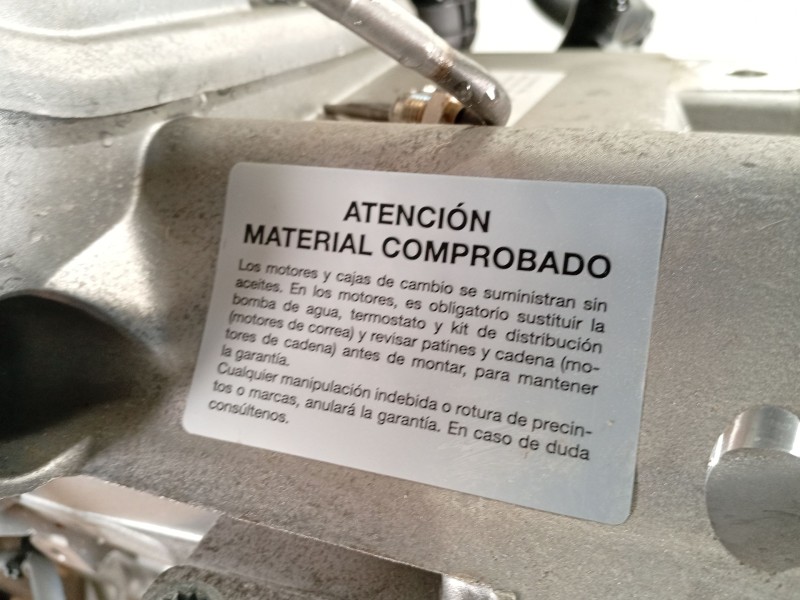 ATENCIÓN
MATERIAL COMPROBADO
Los motores y cajas de cambio se suministran sin
aceites. En los motores, es obligatorio sustituir la
bomba de agua, termostato y kit de distribución
(motores de correa) y revisar patines y cadena (mo-
tores de cadena) antes de montar, para mantener
la garantía.
Cualquier manipulación indebida o rotura de precin-
tos o marcas, anulará la garantía. En caso de duda
consúltenos.